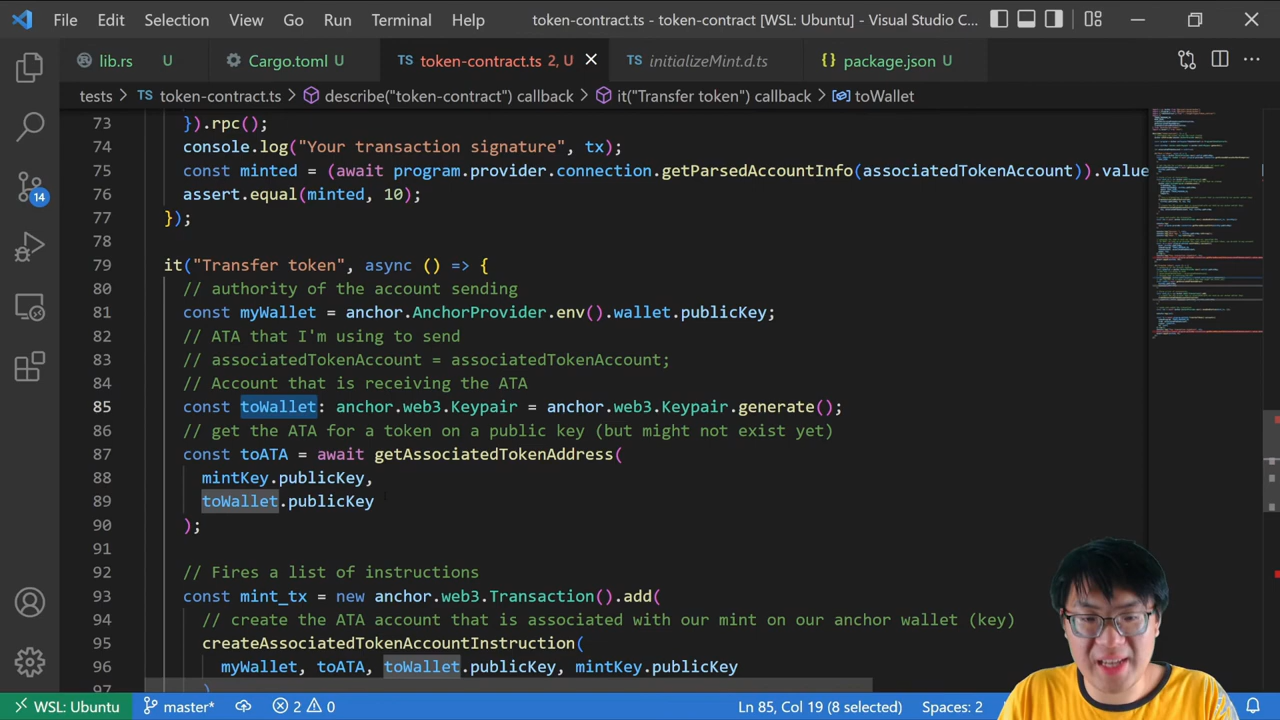 File Edit Selection View Go Run Terminal Help token-contract.ts - token-contract [WSL: Ubuntu] - Visual Studio C...
lib.rs U Cargo.toml U TS token-contract.ts 2, U TS initializeMint.d.ts {} package.json U
tests > TS token-contract.ts > describe("token-contract") callback > it("Transfer token") callback > toWallet
73 }).rpc();
74 console.log("Your transaction signature", tx);
75 const minted = (await program.provider.connection.getParsedAccountInfo(associatedTokenAccount)).value
76 assert.equal(minted, 10);
77 });
78
79 it("Transfer token", async () =>
80 // authority of the account sending
81 const myWallet = anchor.AnchorProvider.env().wallet.publicKey;
82 // ATA that I'm using to send
83 // associatedTokenAccount = associatedTokenAccount;
84 // Account that is receiving the ATA
85 const toWallet: anchor.web3.Keypair = anchor.web3.Keypair.generate();
86 // get the ATA for a token on a public key (but might not exist yet)
87 const toATA = await getAssociatedTokenAddress(
88 mintKey.publicKey,
89 toWallet.publicKey
90 );
91
92 // Fires a list of instructions
93 const mint_tx = new anchor.web3.Transaction().add(
94 // create the ATA account that is associated with our mint on our anchor wallet (key)
95 createAssociatedTokenAccountInstruction(
96 myWallet, toATA, toWallet.publicKey, mintKey.publicKey
97 )
14
WSL: Ubuntu master* 2 0 Ln 85, Col 19 (8 selected) Spaces: 2